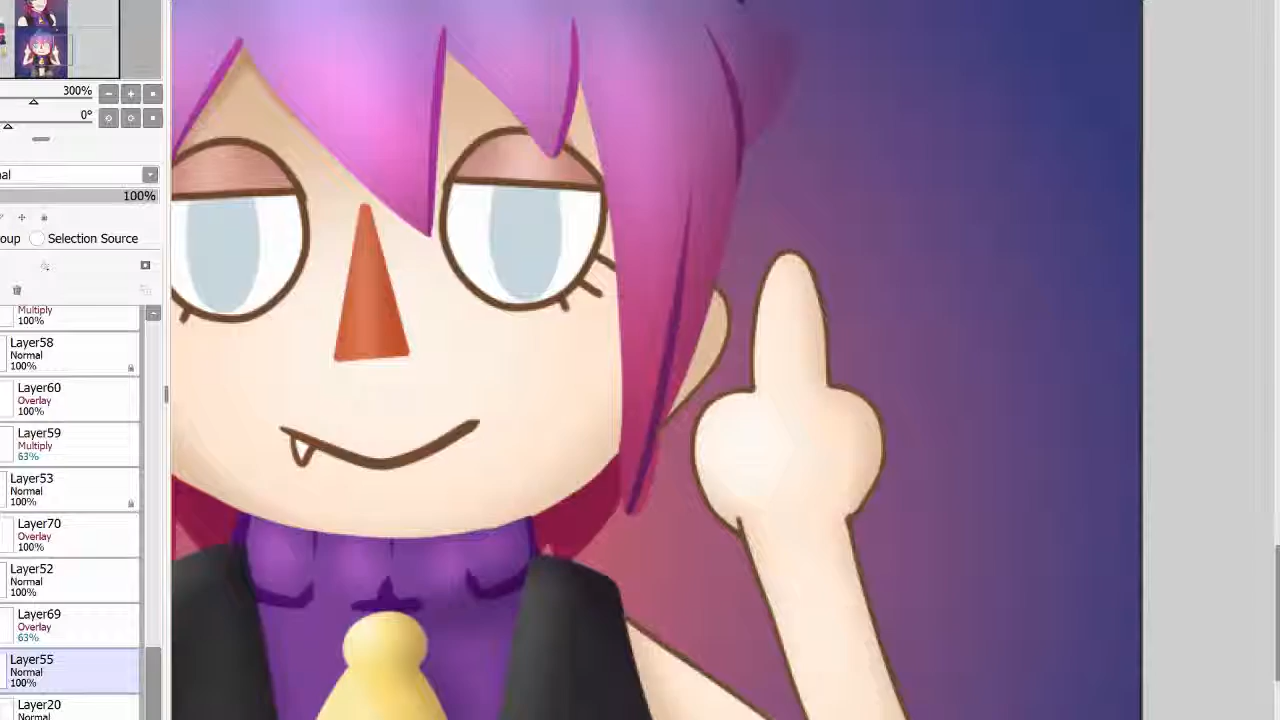 300%
0°
al
100%
oup Selection Source
Multiply
100%
Layer58
Normal
100%
Layer60
Overlay
100%
Layer59
Multiply
63%
Layer53
Normal
100%
Layer70
Overlay
100%
Layer52
Normal
100%
Layer69
Overlay
63%
Layer55
Normal
100%
Layer20
Normal